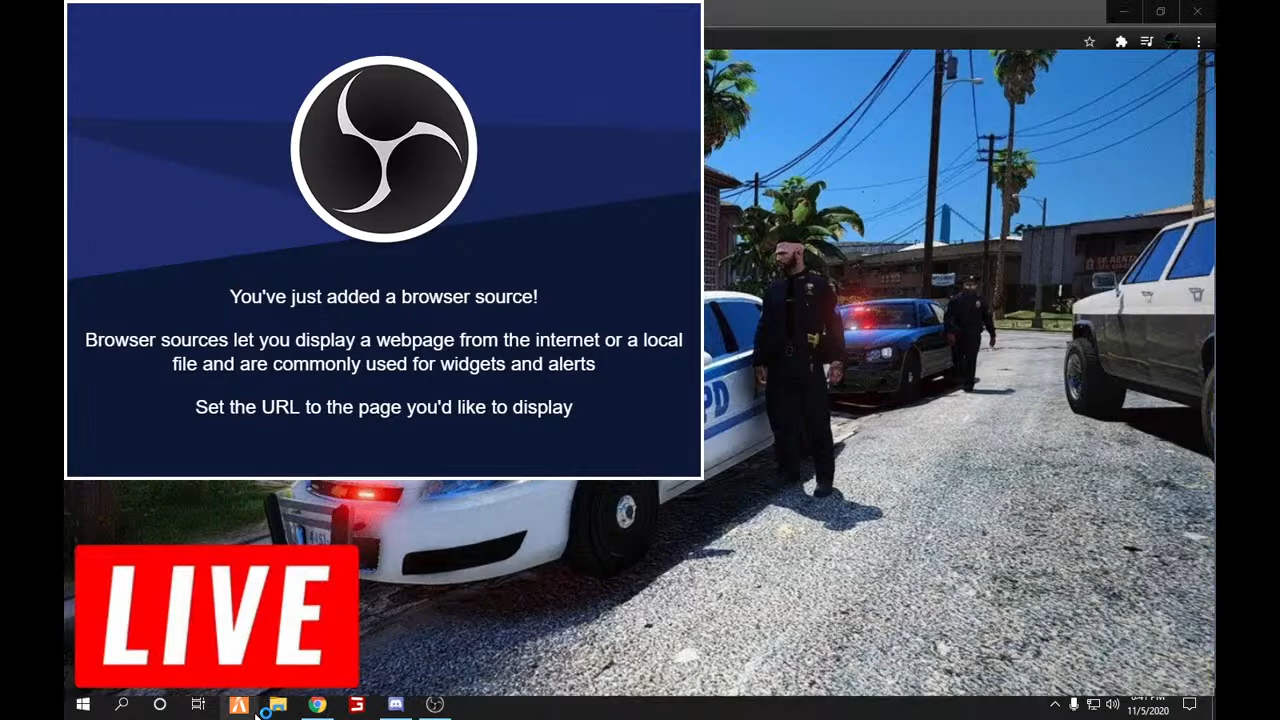 You've just added a browser source!
Browser sources let you display a webpage from the internet or a local
file and are commonly used for widgets and alerts
Set the URL to the page you'd like to display
PD
LIVE
11/5/2020